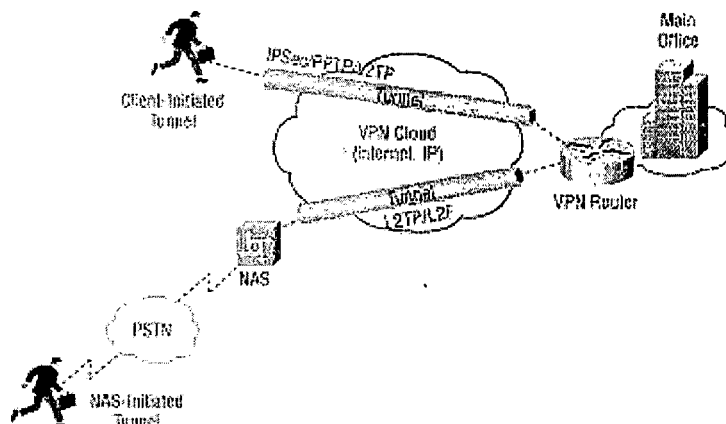 Main
Office
IPSec/PPTP/L2TP
Tunnel
Client-Initiated
Tunnel
VPN Cloud
(Internet, IP)
VPN Router
Tunnel
L2TP/L2F
NAS
PSTN
NAS-Initiated
Tunnel